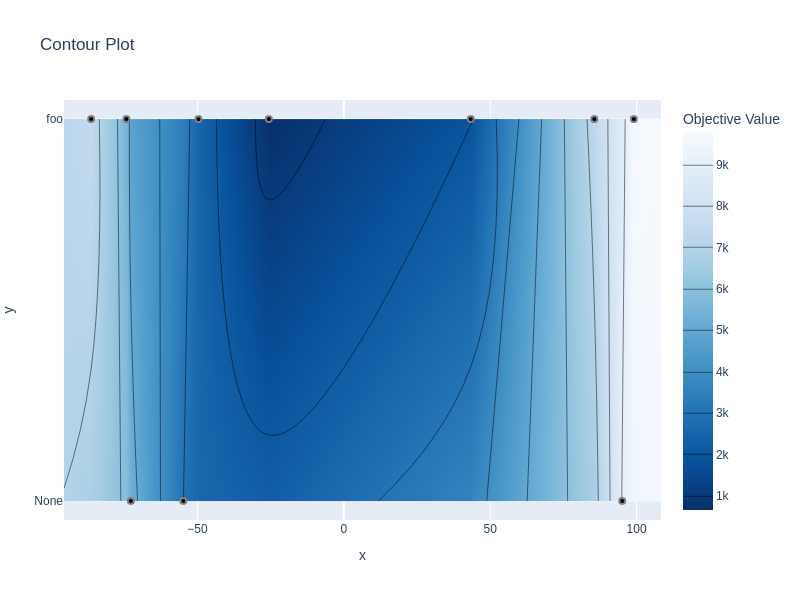 Contour Plot
foo
None
y
−50
0
50
100
x
Objective Value
9k
8k
7k
6k
5k
4k
3k
2k
1k